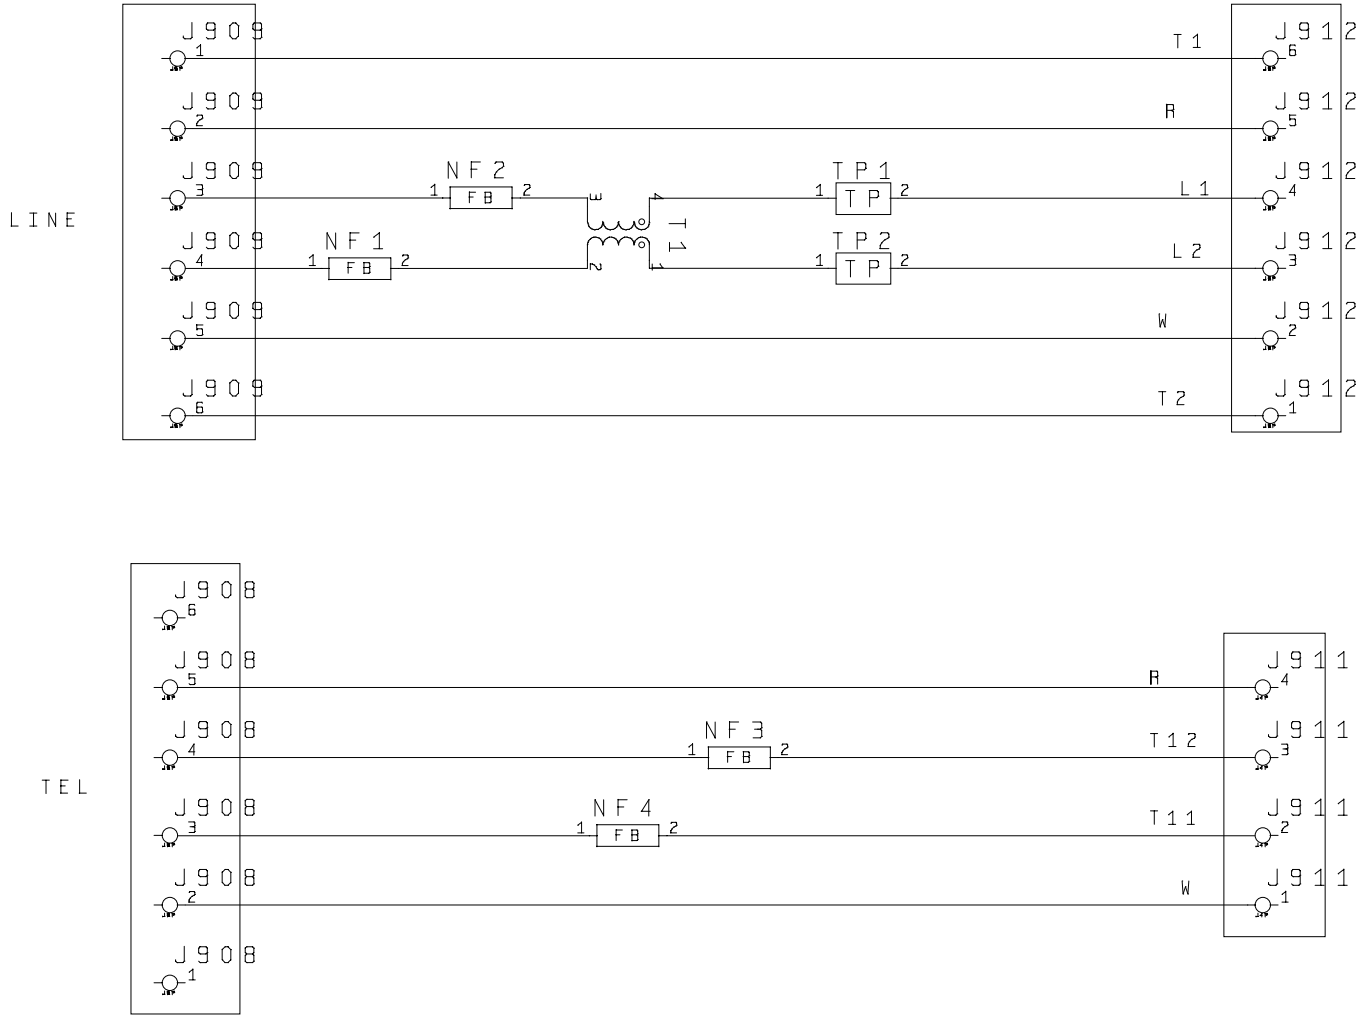 J909 J912
1 T1 6
J909 J912
2 R 5
J909 NF2 TP1 J912
3 1 FB 2 3 4 1 TP 2 L1 4
LINE
T1
J909 NF1 TP2 J912
4 1 FB 2 2 1 1 TP 2 L2 3
J909 J912
5 W 2
J909 J912
6 T2 1
J908
6
J908 J911
5 R 4
J908 NF3 J911
4 1 FB 2 T12 3
TEL
J908 NF4 J911
3 1 FB 2 T11 2
J908 J911
2 W 1
J908
1